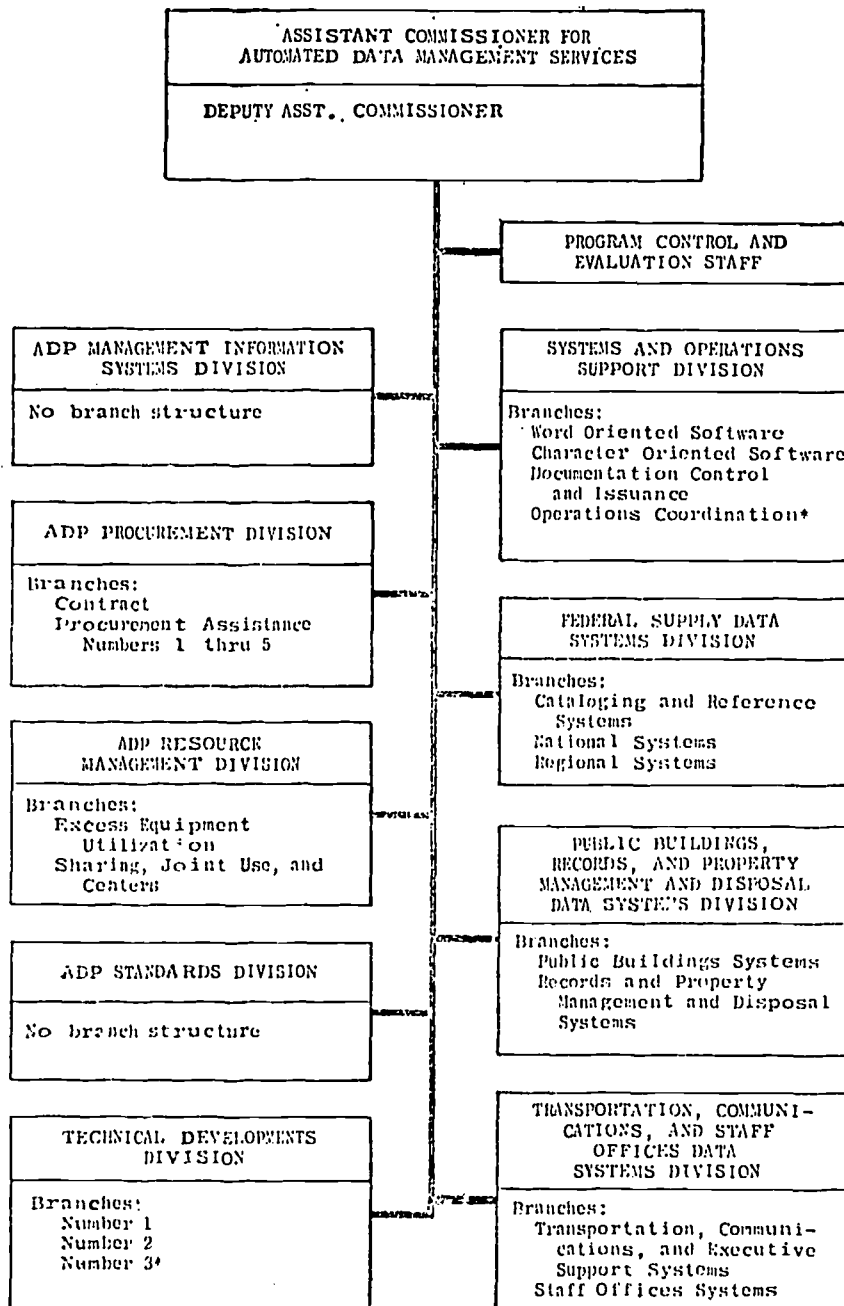 ASSISTANT COMMISSIONER FOR
AUTOMATED DATA MANAGEMENT SERVICES
DEPUTY ASST. COMMISSIONER
PROGRAM CONTROL AND
EVALUATION STAFF
ADP MANAGEMENT INFORMATION
SYSTEMS DIVISION
No branch structure
SYSTEMS AND OPERATIONS
SUPPORT DIVISION
Branches:
Word Oriented Software
Character Oriented Software
Documentation Control
and Issuance
Operations Coordination*
ADP PROCUREMENT DIVISION
Branches:
Contract
Procurement Assistance
Numbers 1 thru 5
FEDERAL SUPPLY DATA
SYSTEMS DIVISION
Branches:
Cataloging and Reference
Systems
National Systems
Regional Systems
ADP RESOURCE
MANAGEMENT DIVISION
Branches:
Excess Equipment
Utilization
Sharing, Joint Use, and
Centers
PUBLIC BUILDINGS,
RECORDS, AND PROPERTY
MANAGEMENT AND DISPOSAL
DATA SYSTEMS DIVISION
Branches:
Public Buildings Systems
Records and Property
Management and Disposal
Systems
ADP STANDARDS DIVISION
No branch structure
TECHNICAL DEVELOPMENTS
DIVISION
Branches:
Number 1
Number 2
Number 3*
TRANSPORTATION, COMMUNI-
CATIONS, AND STAFF
OFFICES DATA
SYSTEMS DIVISION
Branches:
Transportation, Communi-
cations, and Executive
Support Systems
Staff Offices Systems